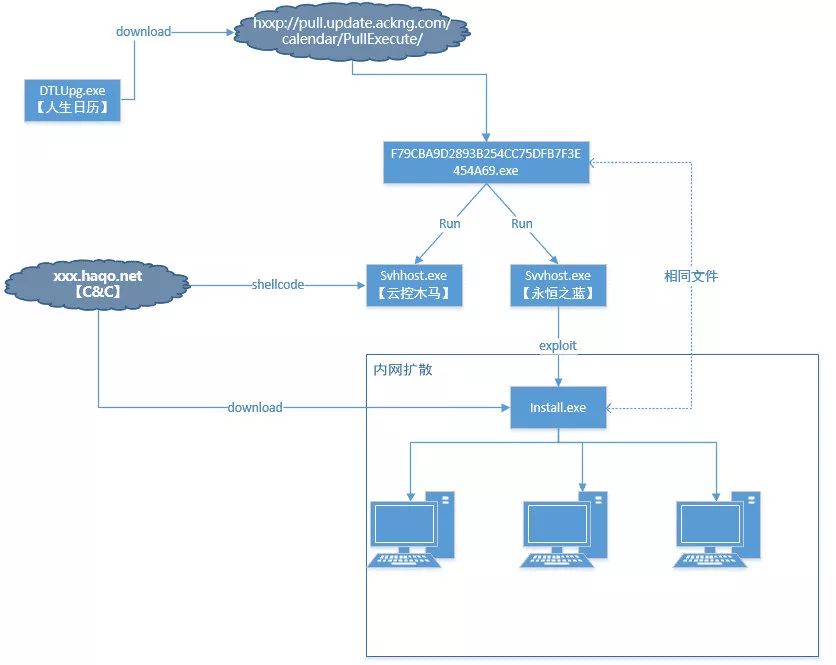 hxxp://pull.update.ackng.com/
calendar/PullExecute/
download
DTLUpg.exe
【人生日历】
F79CBA9D2893B254CC75DFB7F3E
454A69.exe
Run
Run
xxx.haqo.net
【C&C】
shellcode
Svhhost.exe
【云控木马】
Svvhost.exe
【永恒之蓝】
相同文件
exploit
内网扩散
download
Install.exe